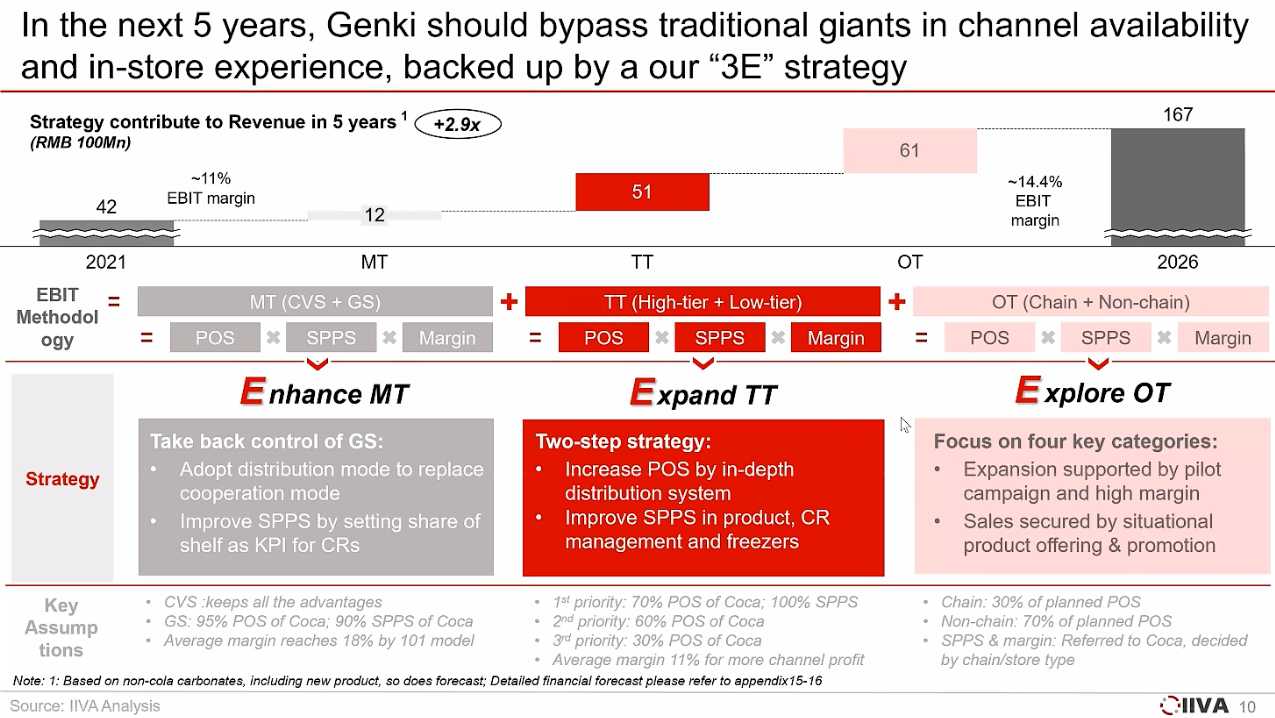 In the next 5 years, Genki should bypass traditional giants in channel availability
and in-store experience, backed up by a our “3E” strategy
Strategy contribute to Revenue in 5 years 1
+2.9x
(RMB 100Mn)
42
~11%
EBIT margin
12
51
61
~14.4%
EBIT
margin
167
2021
MT
TT
OT
2026
EBIT
Methodol
ogy
=
MT (CVS + GS)
+
TT (High-tier + Low-tier)
+
OT (Chain + Non-chain)
= POS × SPPS × Margin
= POS × SPPS × Margin
= POS × SPPS × Margin
Strategy
Enhance MT
Take back control of GS:
• Adopt distribution mode to replace
cooperation mode
• Improve SPPS by setting share of
shelf as KPI for CRs
Expand TT
Two-step strategy:
• Increase POS by in-depth
distribution system
• Improve SPPS in product, CR
management and freezers
Explore OT
Focus on four key categories:
• Expansion supported by pilot
campaign and high margin
• Sales secured by situational
product offering & promotion
Key
Assump
tions
• CVS :keeps all the advantages
• GS: 95% POS of Coca; 90% SPPS of Coca
• Average margin reaches 18% by 101 model
• 1st priority: 70% POS of Coca; 100% SPPS
• 2nd priority: 60% POS of Coca
• 3rd priority: 30% POS of Coca
• Average margin 11% for more channel profit
• Chain: 30% of planned POS
• Non-chain: 70% of planned POS
• SPPS & margin: Referred to Coca, decided
by chain/store type
Note: 1: Based on non-cola carbonates, including new product, so does forecast; Detailed financial forecast please refer to appendix15-16
Source: IIVA Analysis
IIVA 10